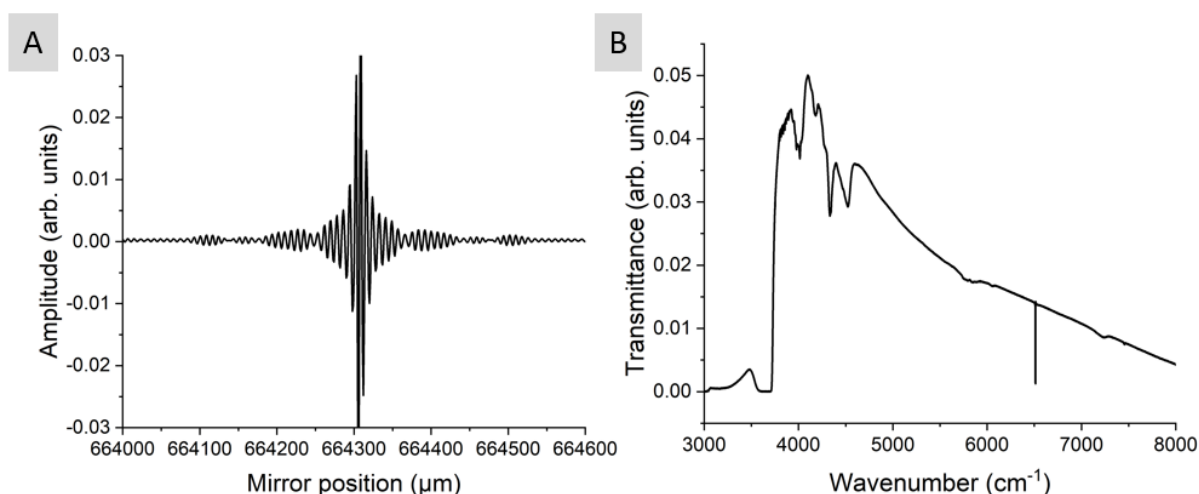 A
0.03
0.02
0.01
0.00
-0.01
-0.02
-0.03
Amplitude (arb. units)
664000 664100 664200 664300 664400 664500 664600
Mirror position (µm)
B
0.05
0.04
0.03
0.02
0.01
0.00
Transmittance (arb. units)
3000 4000 5000 6000 7000 8000
Wavenumber (cm⁻¹)